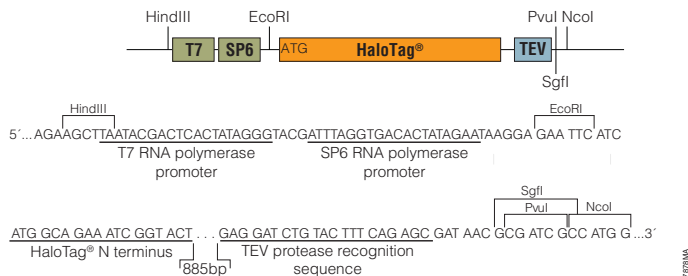 HindIII EcoRI PvuI NcoI
T7 SP6 ATG HaloTag® TEV
SgfI
HindIII EcoRI
5´...AGAAGCTTAATACGACTCACTATAGGGTACGATTTAGGTGACACTATAGAATAAGGA GAA TTC ATC
T7 RNA polymerase SP6 RNA polymerase
promoter promoter
SgfI
PvuI NcoI
ATG GCA GAA ATC GGT ACT . . . GAG GAT CTG TAC TTT CAG AGC GAT AAC GCG ATC GCC ATG G...3´
HaloTag® N terminus TEV protease recognition
885bp sequence